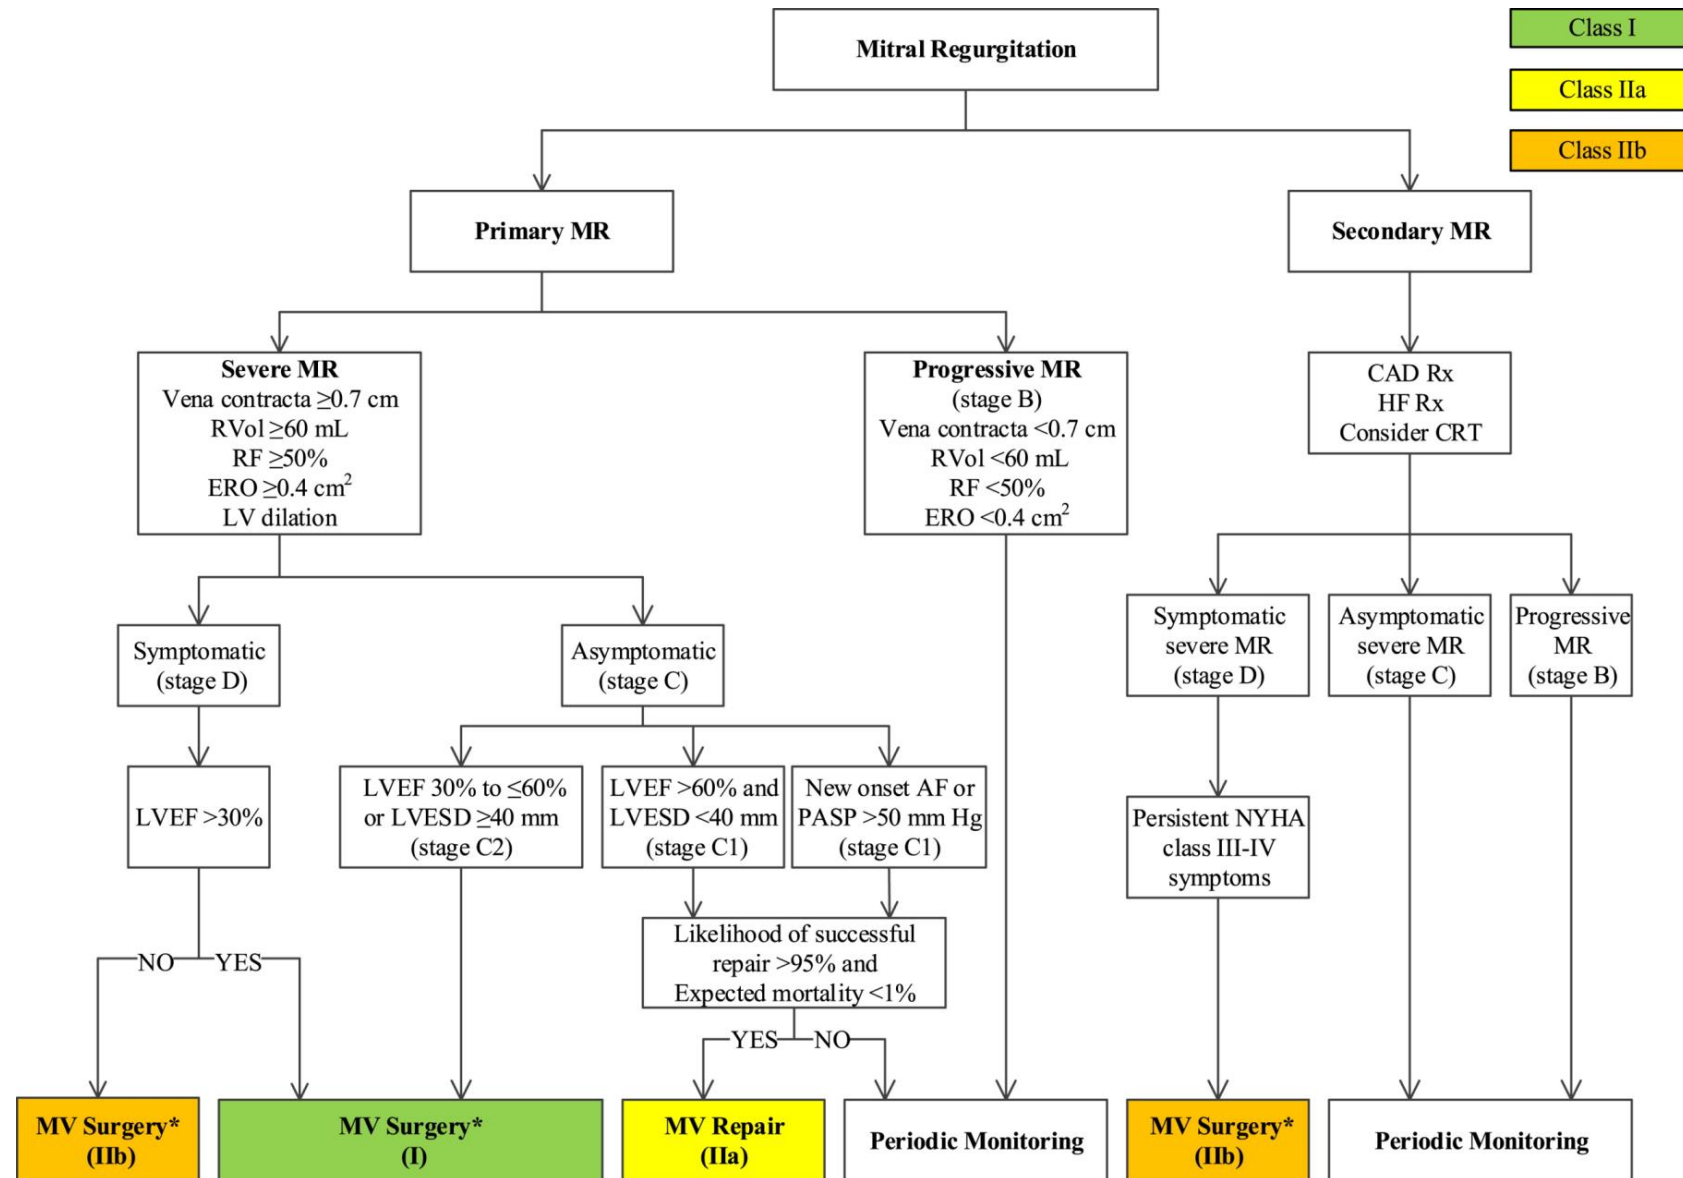 Mitral Regurgitation
Class I
Class IIa
Class IIb
Primary MR
Secondary MR
Severe MR
Vena contracta ≥0.7 cm
RVol ≥60 mL
RF ≥50%
ERO ≥0.4 cm²
LV dilation
Progressive MR
(stage B)
Vena contracta <0.7 cm
RVol <60 mL
RF <50%
ERO <0.4 cm²
CAD Rx
HF Rx
Consider CRT
Symptomatic
(stage D)
Asymptomatic
(stage C)
Symptomatic
severe MR
(stage D)
Asymptomatic
severe MR
(stage C)
Progressive
MR
(stage B)
LVEF >30%
LVEF 30% to ≤60%
or LVESD ≥40 mm
(stage C2)
LVEF >60% and
LVESD <40 mm
(stage C1)
New onset AF or
PASP >50 mm Hg
(stage C1)
Persistent NYHA
class III-IV
symptoms
Likelihood of successful
repair >95% and
Expected mortality <1%
NO
YES
YES
NO
MV Surgery*
(IIb)
MV Surgery*
(I)
MV Repair
(IIa)
Periodic Monitoring
MV Surgery*
(IIb)
Periodic Monitoring